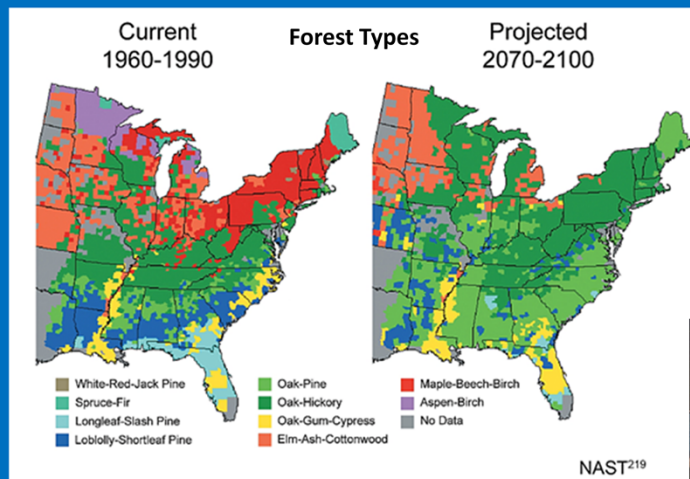 Current
1960-1990
Forest Types
Projected
2070-2100
White-Red-Jack Pine
Spruce-Fir
Longleaf-Slash Pine
Loblolly-Shortleaf Pine
Oak-Pine
Oak-Hickory
Oak-Gum-Cypress
Elm-Ash-Cottonwood
Maple-Beech-Birch
Aspen-Birch
No Data
NAST219